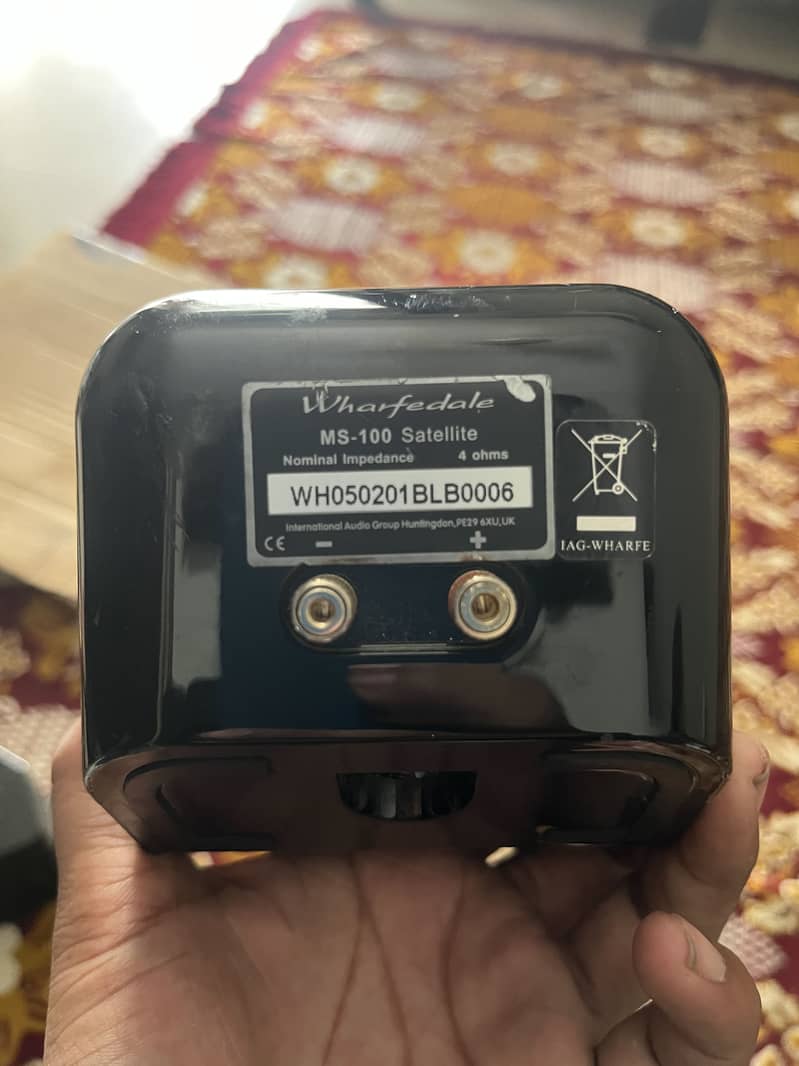 Wharfedale
MS-100 Satellite
Nominal Impedance 4 ohms
WH050201BLB0006
International Audio Group Huntingdon,PE29 6XU,UK
CE − +
IAG-WHARFE